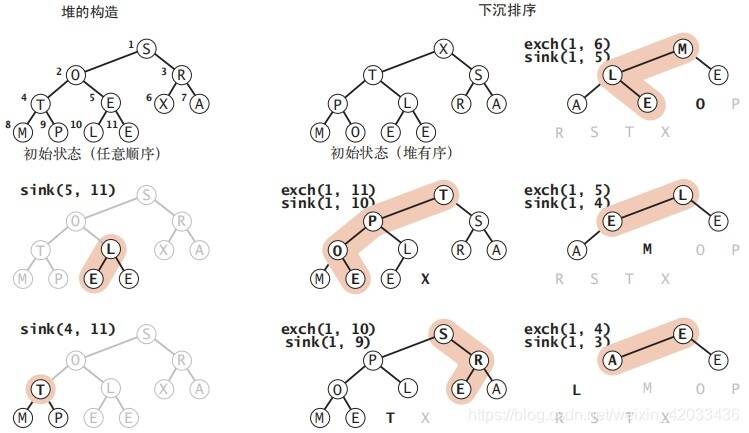 堆的构造
下沉排序
1 S
2 O 3 R
4 T 5 E 6 X 7 A
8 M 9 P 10 L 11 E
初始状态（任意顺序）
X
T S
P L R A
M O E E
初始状态（堆有序）
exch(1, 6)
sink(1, 5)
M
L E
A E O P
R S T X
sink(5, 11)
S
O R
T L X A
M P E E
exch(1, 11)
sink(1, 10)
T
P S
O L R A
M E E X
exch(1, 5)
sink(1, 4)
L
E E
A M O P
R S T X
sink(4, 11)
S
O R
T L X A
M P E E
exch(1, 10)
sink(1, 9)
S
P R
O L E A
M E T X
exch(1, 4)
sink(1, 3)
E
A E
L M O P
R S T X
https://blog.csdn.net/weixin_42033436